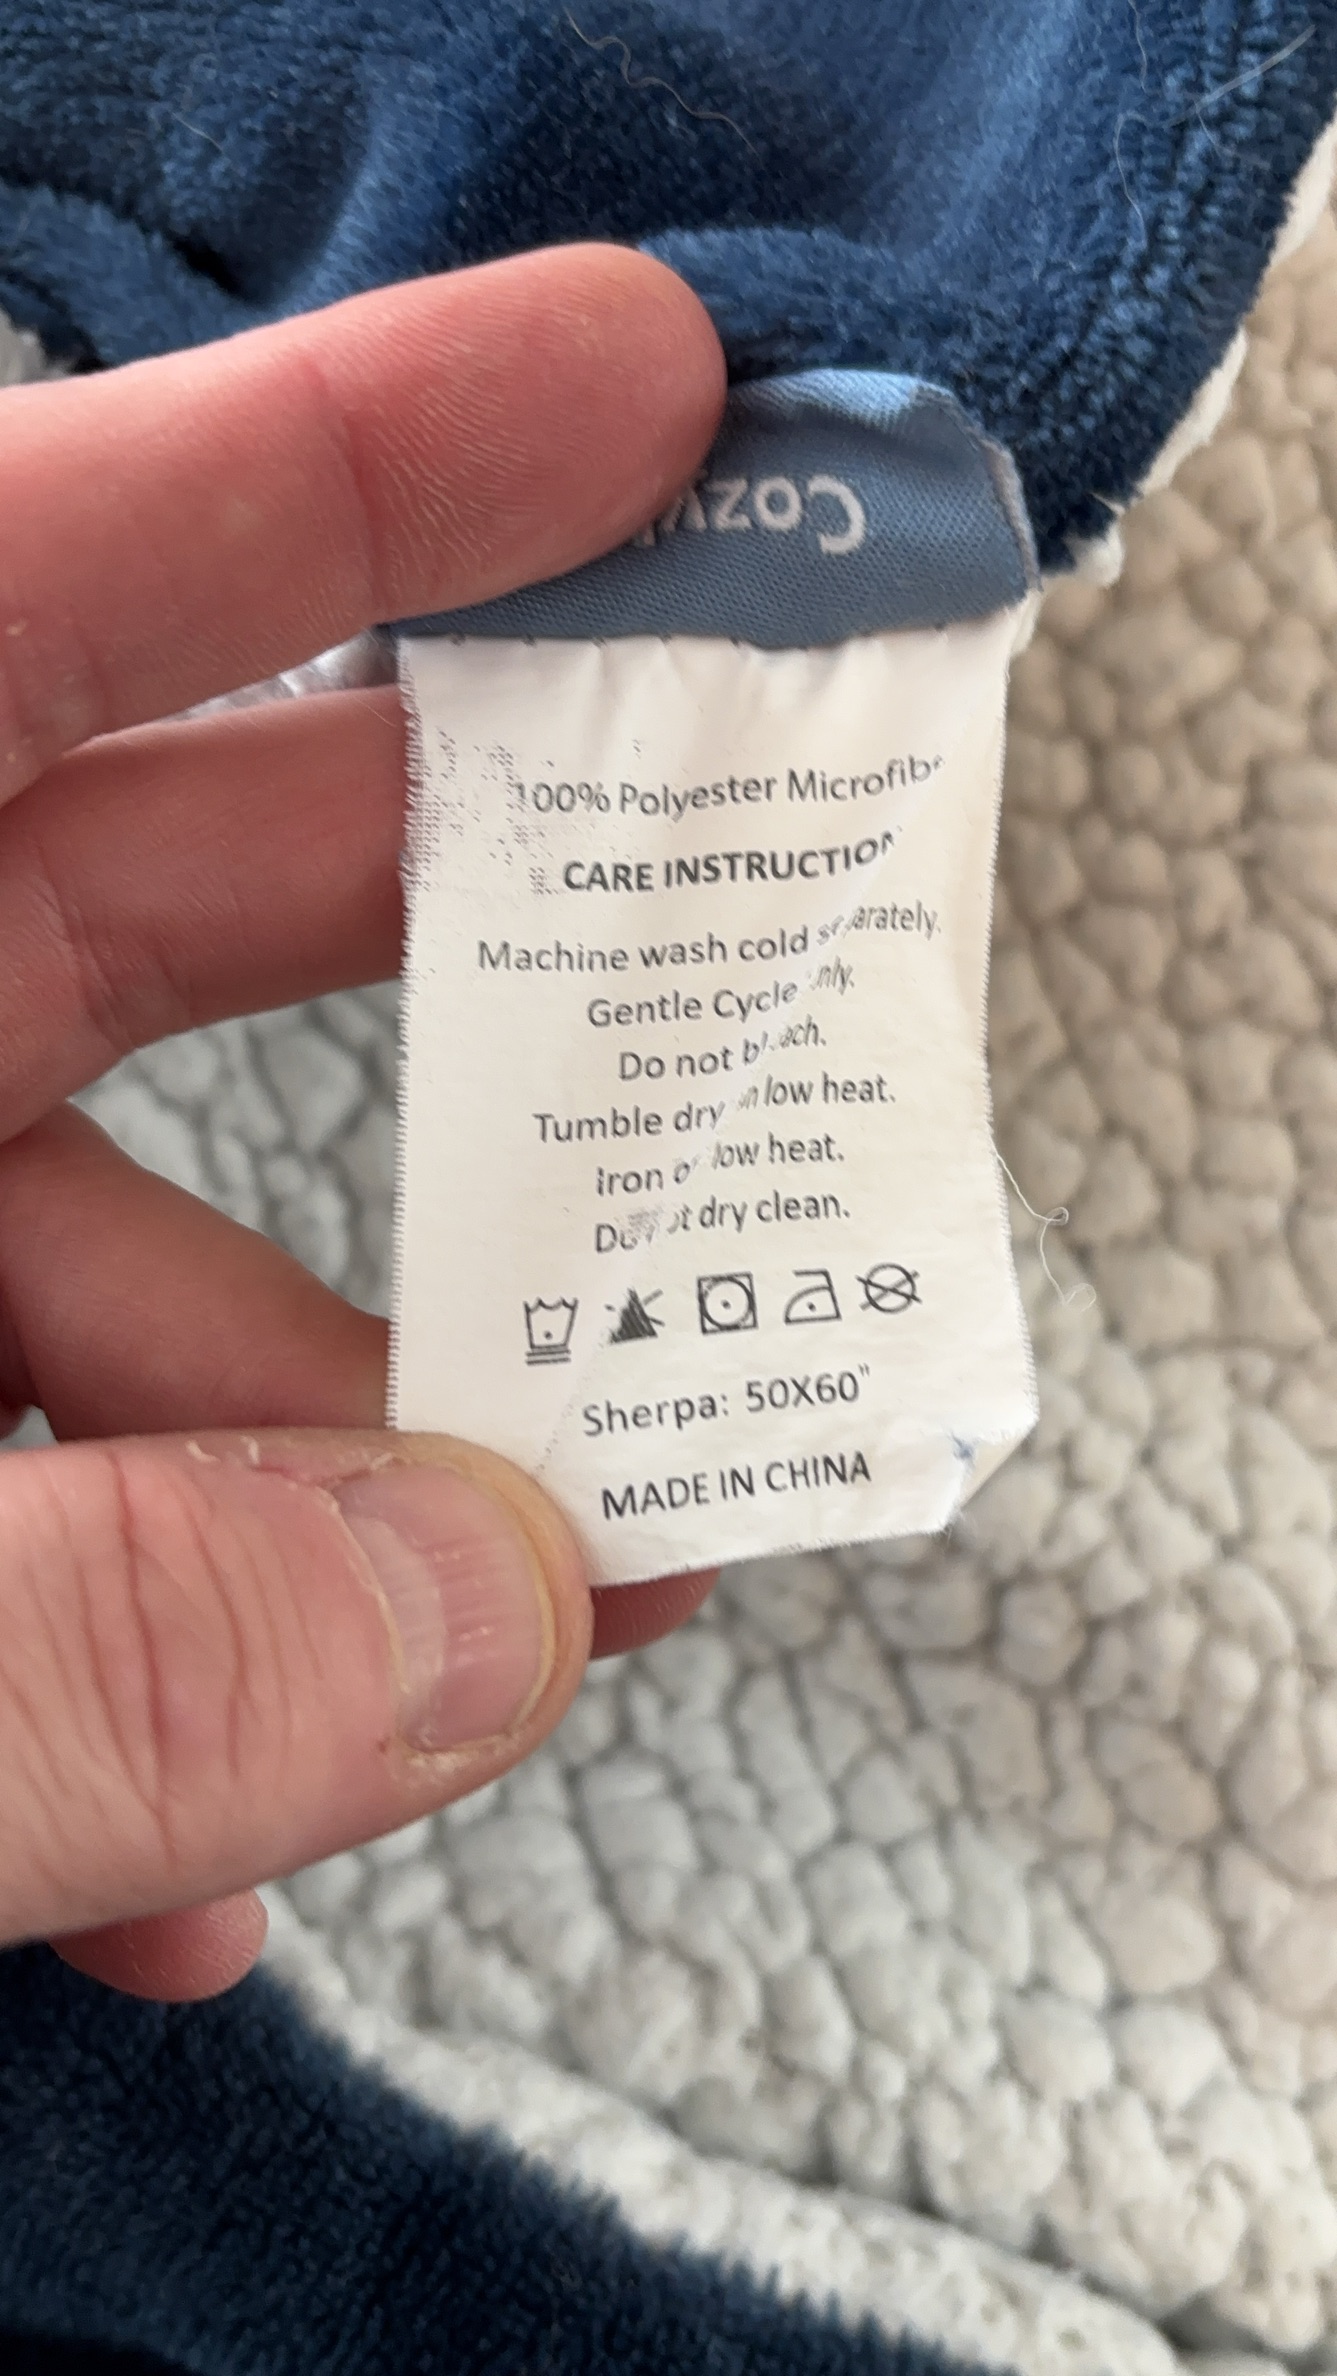 Cozy
100% Polyester Microfib
CARE INSTRUCTION
Machine wash cold separately.
Gentle Cycle only.
Do not bleach.
Tumble dry on low heat.
Iron on low heat.
Do not dry clean.
Sherpa: 50X60"
MADE IN CHINA